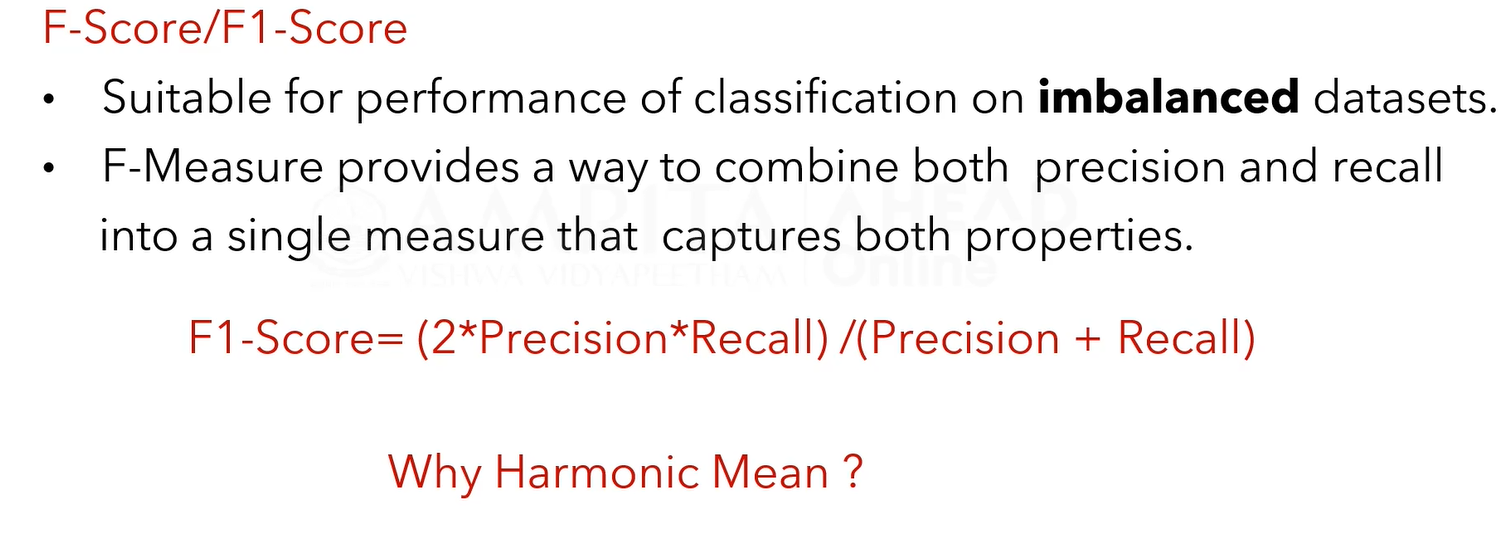 F-Score/F1-Score
• Suitable for performance of classification on imbalanced datasets.
• F-Measure provides a way to combine both precision and recall
into a single measure that captures both properties.
AMRITA AHEAD
VISHWA VIDYAPEETHAM Online
F1-Score= (2*Precision*Recall) /(Precision + Recall)
Why Harmonic Mean ?